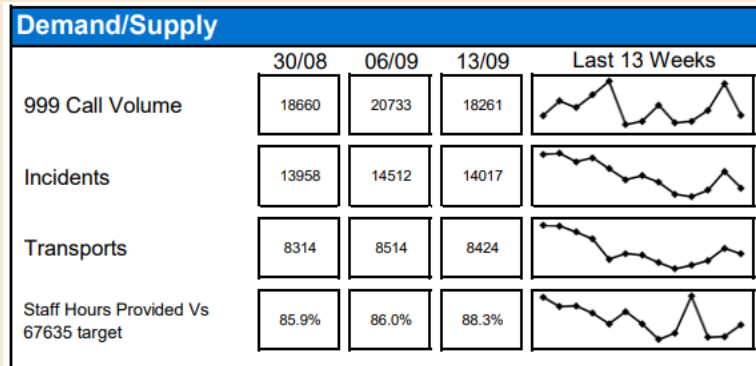 Demand/Supply
30/08 06/09 13/09 Last 13 Weeks
999 Call Volume 18660 20733 18261
Incidents 13958 14512 14017
Transports 8314 8514 8424
Staff Hours Provided Vs
67635 target 85.9% 86.0% 88.3%